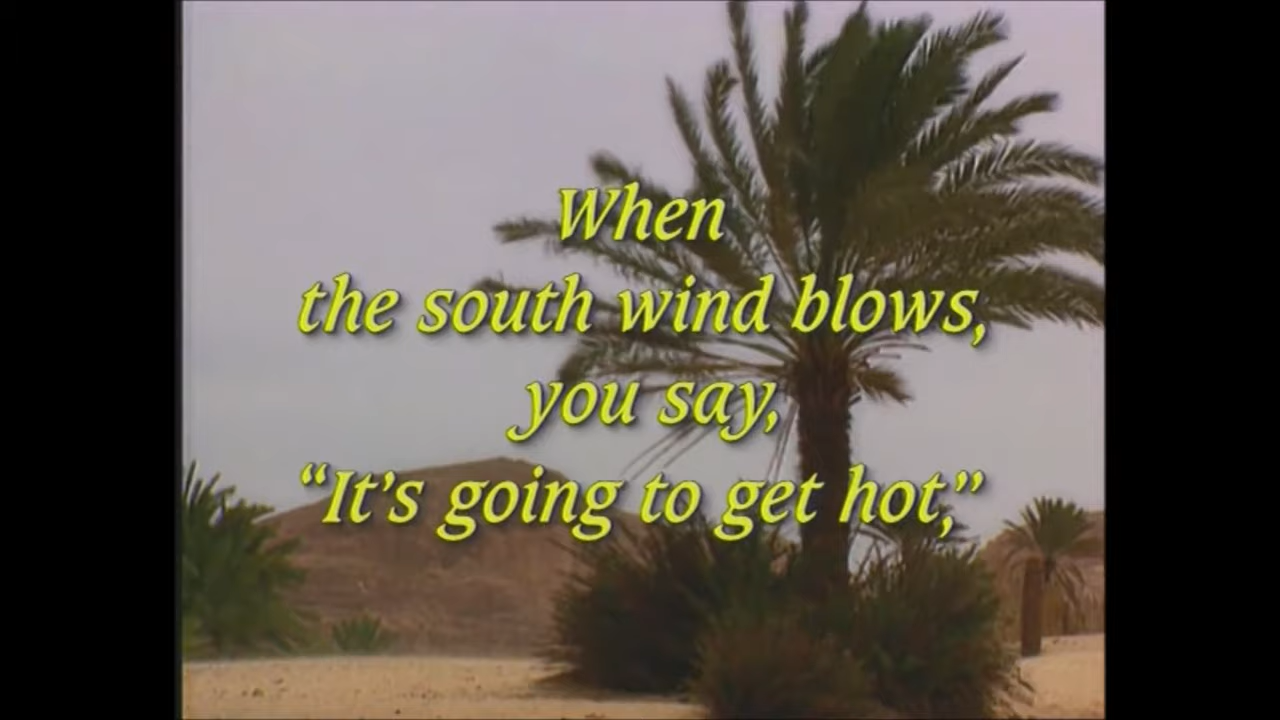 When
the south wind blows,
you say,
“It’s going to get hot,”